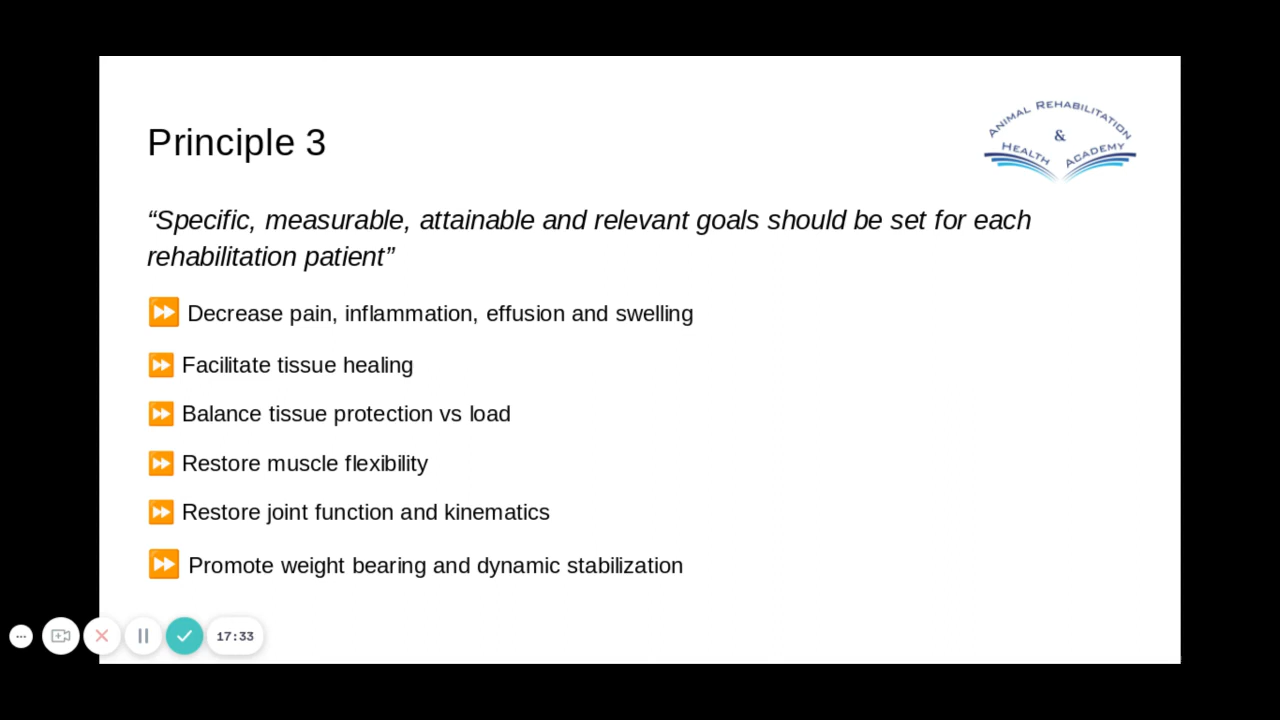 Principle 3
ANIMAL REHABILITATION
&
HEALTH ACADEMY
“Specific, measurable, attainable and relevant goals should be set for each
rehabilitation patient”
⏩ Decrease pain, inflammation, effusion and swelling
⏩ Facilitate tissue healing
⏩ Balance tissue protection vs load
⏩ Restore muscle flexibility
⏩ Restore joint function and kinematics
⏩ Promote weight bearing and dynamic stabilization
17:33